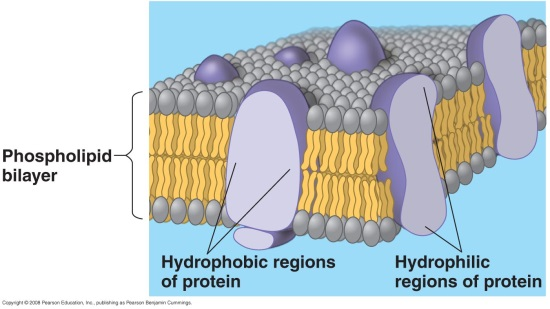 Phospholipid
bilayer
Hydrophobic regions
of protein
Hydrophilic
regions of protein
Copyright © 2008 Pearson Education, Inc., publishing as Pearson Benjamin Cummings.